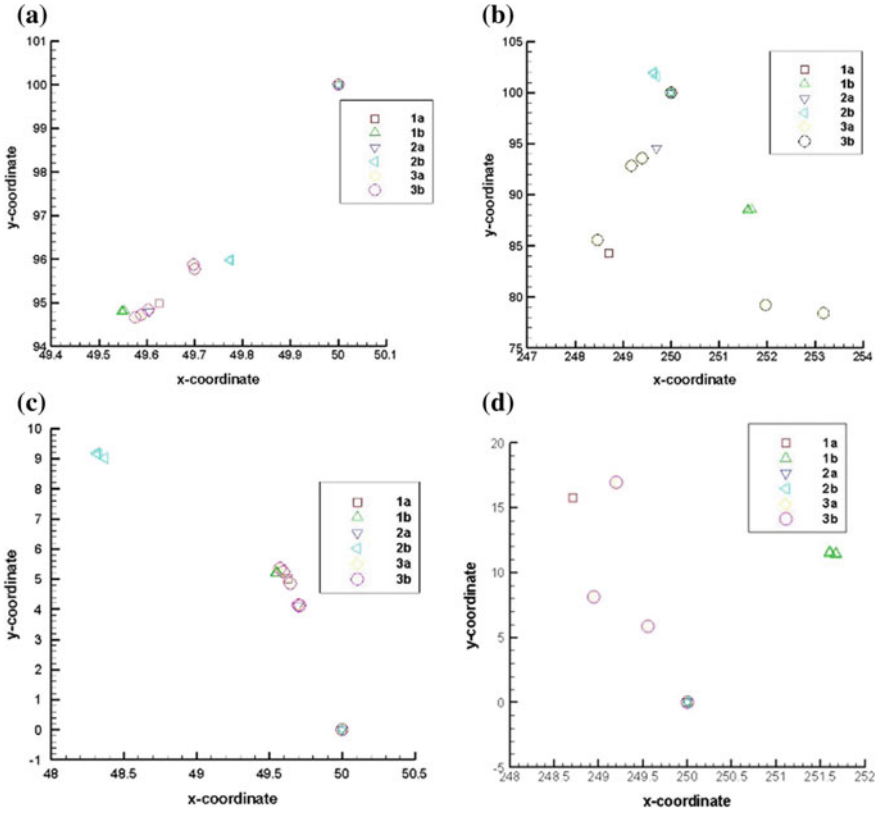 (a)
101
100
99
98
97
96
95
94
y-coordinate
49.4 49.5 49.6 49.7 49.8 49.9 50 50.1
x-coordinate
1a
1b
2a
2b
3a
3b
(b)
105
100
95
90
85
80
75
y-coordinate
247 248 249 250 251 252 253 254
x-coordinate
1a
1b
2a
2b
3a
3b
(c)
10
9
8
7
6
5
4
3
2
1
0
-1
y-coordinate
48 48.5 49 49.5 50 50.5
x-coordinate
1a
1b
2a
2b
3a
3b
(d)
20
15
10
5
0
-5
y-coordinate
248 248.5 249 249.5 250 250.5 251 251.5 252
x-coordinate
1a
1b
2a
2b
3a
3b